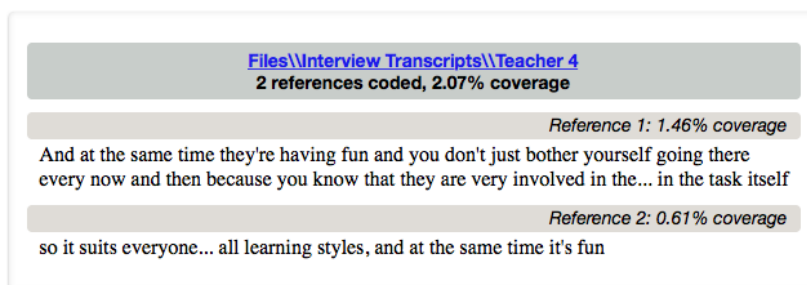 Files\\Interview Transcripts\\Teacher 4
2 references coded, 2.07% coverage
Reference 1: 1.46% coverage
And at the same time they're having fun and you don't just bother yourself going there
every now and then because you know that they are very involved in the... in the task itself
Reference 2: 0.61% coverage
so it suits everyone... all learning styles, and at the same time it's fun